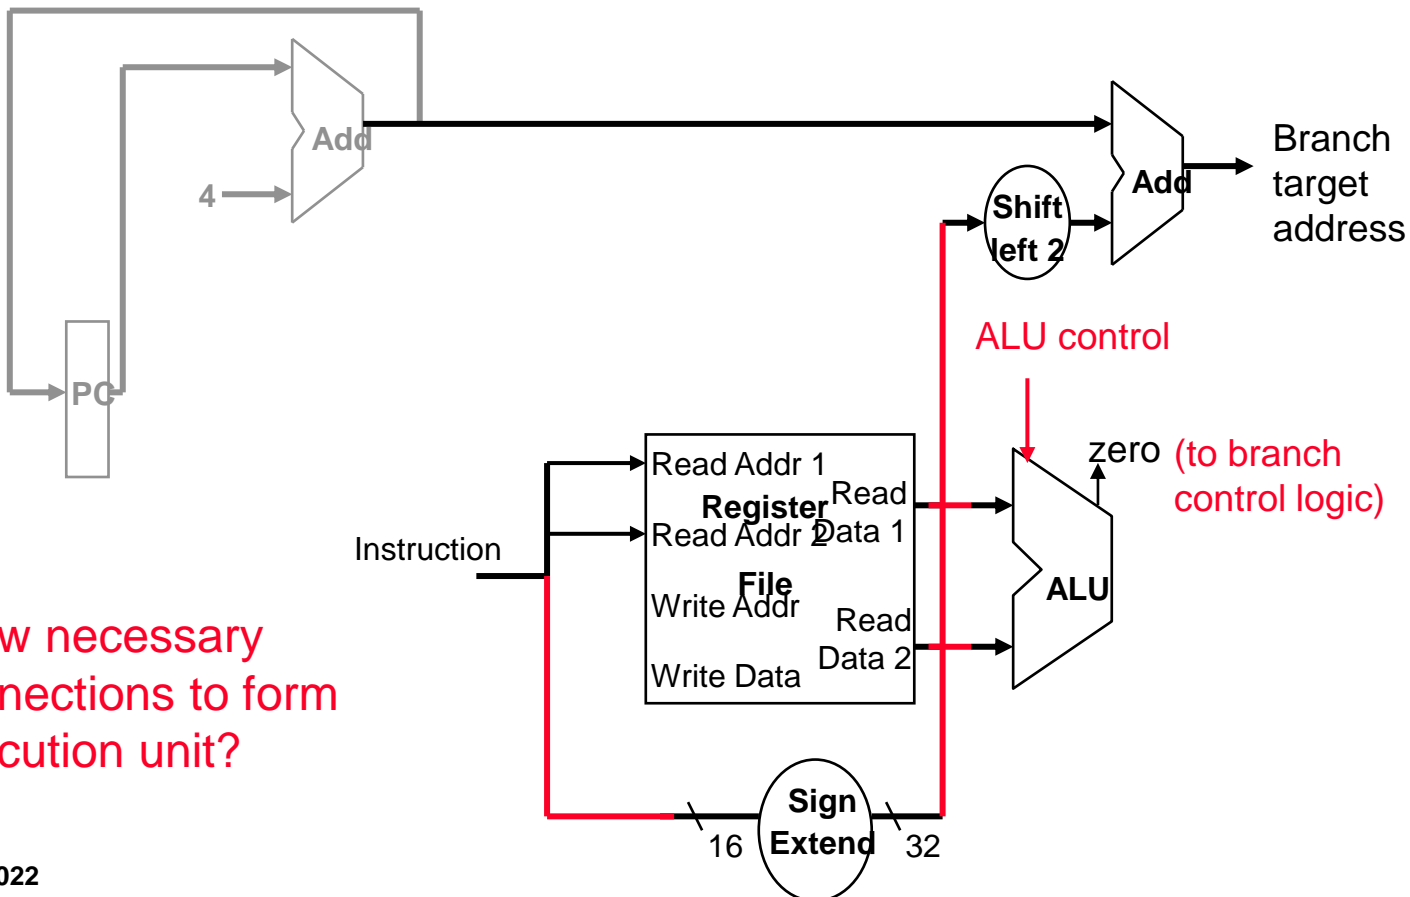 Add
4
PC
Shift
left 2
Add
Branch
target
address
ALU control
Instruction
Read Addr 1
Register
Read Addr 2
File
Write Addr
Write Data
Read
Data 1
Read
Data 2
ALU
zero
(to branch
control logic)
w necessary
nections to form
cution unit?
16
Sign
Extend
32
022